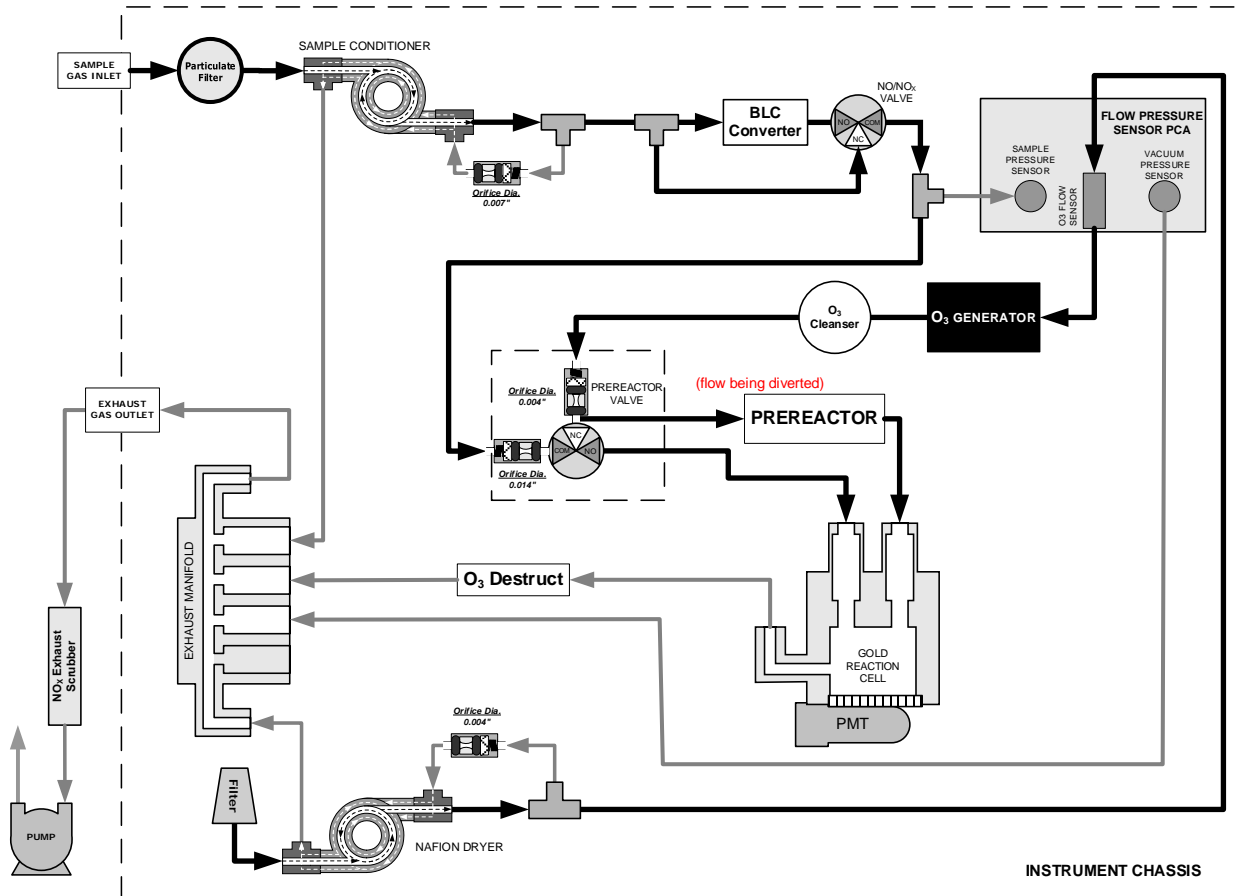 SAMPLE
GAS INLET
Particulate
Filter
SAMPLE CONDITIONER
Orifice Dia.
0.007"
BLC
Converter
NO/NOX
VALVE
NO
COM
NC
FLOW PRESSURE
SENSOR PCA
SAMPLE
PRESSURE
SENSOR
O3 FLOW
SENSOR
VACUUM
PRESSURE
SENSOR
O3 GENERATOR
O3
Cleanser
Orifice Dia.
0.004"
PREREACTOR
VALVE
(flow being diverted)
PREREACTOR
NC
COM
NO
Orifice Dia.
0.014"
EXHAUST
GAS OUTLET
EXHAUST MANIFOLD
O3 Destruct
GOLD
REACTION
CELL
PMT
NOX Exhaust
Scrubber
Orifice Dia.
0.004"
Filter
PUMP
NAFION DRYER
INSTRUMENT CHASSIS